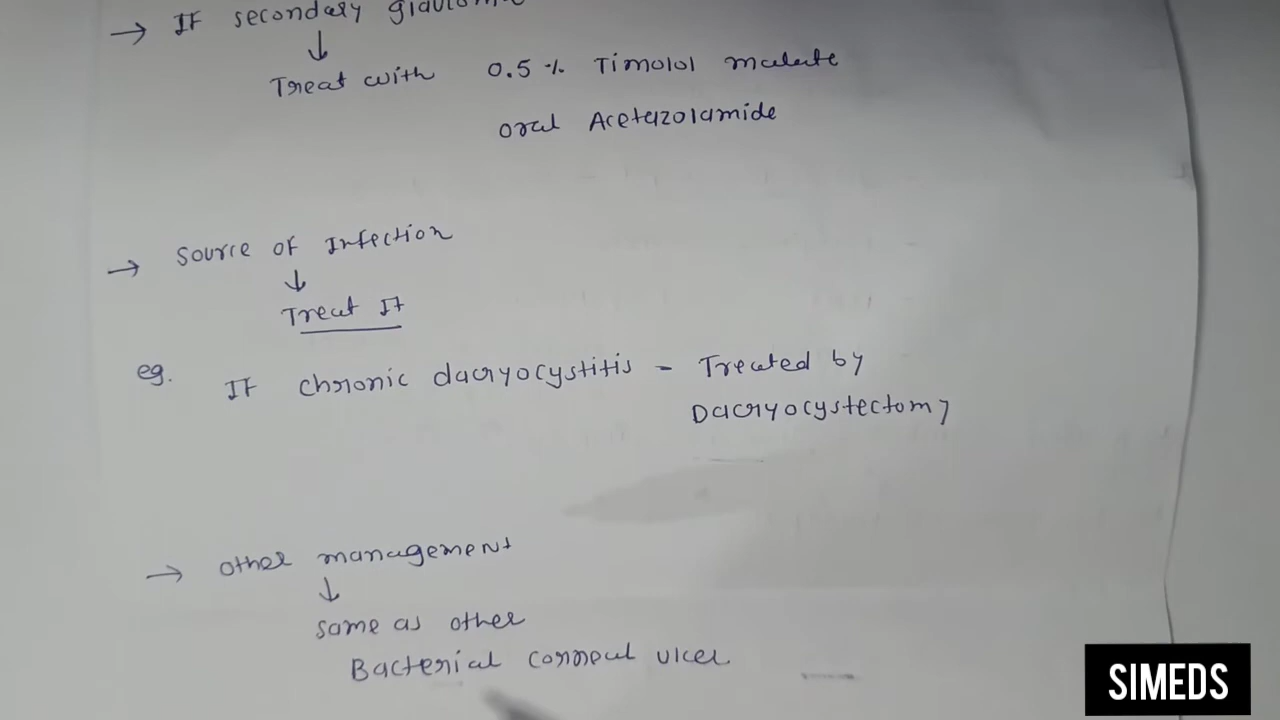 → IF secondary glaucoma
↓
Treat with 0.5 % Timolol maleate
oral Acetazolamide
→ source of Infection
↓
Treat It
eg. IF chronic dacryocystitis - Treated by
Dacryocystectomy
→ other management
↓
same as other
Bacterial corneal ulcer
SIMEDS